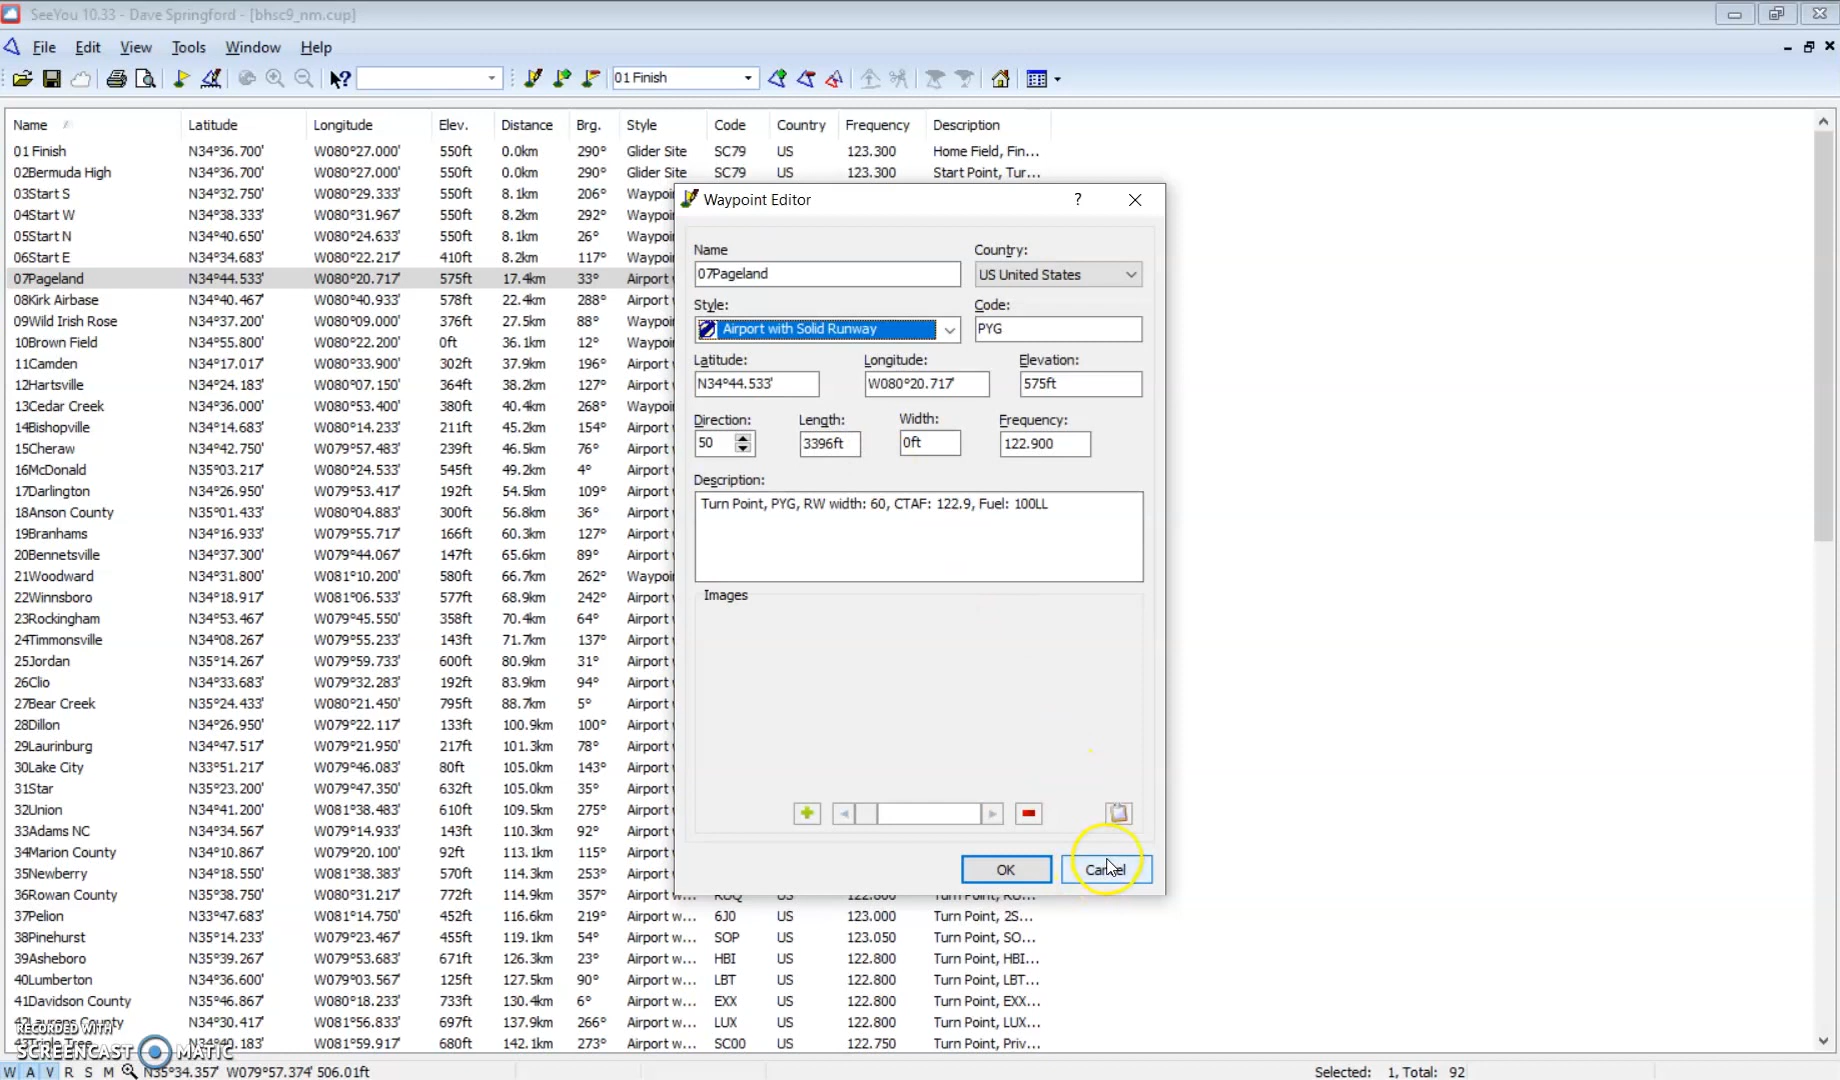 SeeYou 10.33 - Dave Springford - [bhsc9_nm.cup]
File Edit View Tools Window Help
01 Finish
Name Latitude Longitude Elev. Distance Brg. Style Code Country Frequency Description
01 Finish N34°36.700' W080°27.000' 550ft 0.0km 290° Glider Site SC79 US 123.300 Home Field, Fin...
02Bermuda High N34°36.700' W080°27.000' 550ft 0.0km 290° Glider Site SC79 US 123.300 Start Point, Tur...
03Start S N34°32.750' W080°29.333' 550ft 8.1km 206° Waypoi
04Start W N34°38.333' W080°31.967' 550ft 8.2km 292° Waypoi
05Start N N34°40.650' W080°24.633' 550ft 8.1km 26° Waypoi
06Start E N34°34.683' W080°22.217' 410ft 8.2km 117° Waypoi
07Pageland N34°44.533' W080°20.717' 575ft 17.4km 33° Airport
08Kirk Airbase N34°40.467' W080°40.933' 578ft 22.4km 288° Airport
09Wild Irish Rose N34°37.200' W080°09.000' 376ft 27.5km 88° Waypoi
10Brown Field N34°55.800' W080°22.200' 0ft 36.1km 12° Waypoi
11Camden N34°17.017' W080°33.900' 302ft 37.9km 196° Airport
12Hartsville N34°24.183' W080°07.150' 364ft 38.2km 127° Airport
13Cedar Creek N34°36.000' W080°53.400' 380ft 40.4km 268° Waypoi
14Bishopville N34°14.683' W080°14.233' 211ft 45.2km 154° Airport
15Cheraw N34°42.750' W079°57.483' 239ft 46.5km 76° Airport
16McDonald N35°03.217' W080°24.533' 545ft 49.2km 4° Airport
17Darlington N34°26.950' W079°53.417' 192ft 54.5km 109° Airport
18Anson County N35°01.433' W080°04.883' 300ft 56.8km 36° Airport
19Branhams N34°16.933' W079°55.717' 166ft 60.3km 127° Airport
20Bennetsville N34°37.300' W079°44.067' 147ft 65.6km 89° Airport
21Woodward N34°31.800' W081°10.200' 580ft 66.7km 262° Waypoi
22Winnsboro N34°18.917' W081°06.533' 577ft 68.9km 242° Airport
23Rockingham N34°53.467' W079°45.550' 358ft 70.4km 64° Airport
24Timmonsville N34°08.267' W079°55.233' 143ft 71.7km 137° Airport
25Jordan N35°14.267' W079°59.733' 600ft 80.9km 31° Airport
26Clio N34°33.683' W079°32.283' 192ft 83.9km 94° Airport
27Bear Creek N35°24.433' W080°21.450' 795ft 88.7km 5° Airport
28Dillon N34°26.950' W079°22.117' 133ft 100.9km 100° Airport
29Laurinburg N34°47.517' W079°21.950' 217ft 101.3km 78° Airport
30Lake City N33°51.217' W079°46.083' 80ft 105.0km 143° Airport
31Star N35°23.200' W079°47.350' 632ft 105.0km 35° Airport
32Union N34°41.200' W081°38.483' 610ft 109.5km 275° Airport
33Adams NC N34°34.567' W079°14.933' 143ft 110.3km 92° Airport
34Marion County N34°10.867' W079°20.100' 92ft 113.1km 115° Airport
35Newberry N34°18.550' W081°38.383' 570ft 114.3km 253° Airport
36Rowan County N35°38.750' W080°31.217' 772ft 114.9km 357° Airport w... RUQ US 122.800 Turn Point, RU...
37Pelion N33°47.683' W081°14.750' 452ft 116.6km 219° Airport w... 6J0 US 123.000 Turn Point, 2S...
38Pinehurst N35°14.233' W079°23.467' 455ft 119.1km 54° Airport w... SOP US 123.050 Turn Point, SO...
39Asheboro N35°39.267' W079°53.683' 671ft 126.3km 23° Airport w... HBI US 122.800 Turn Point, HBI...
40Lumberton N34°36.600' W079°03.567' 125ft 127.5km 90° Airport w... LBT US 122.800 Turn Point, LBT...
41Davidson County N35°46.867' W080°18.233' 733ft 130.4km 6° Airport w... EXX US 122.800 Turn Point, EXX...
42Laurens County N34°30.417' W081°56.833' 697ft 137.9km 266° Airport w... LUX US 122.800 Turn Point, LUX...
43Triple Tree N34°40.183' W081°59.917' 680ft 142.1km 273° Airport w... SC00 US 122.750 Turn Point, Priv...
Waypoint Editor ?
Name Country:
07Pageland US United States
Style: Code:
Airport with Solid Runway PYG
Latitude: Longitude: Elevation:
N34°44.533' W080°20.717' 575ft
Direction: Length: Width: Frequency:
50 3396ft 0ft 122.900
Description:
Turn Point, PYG, RW width: 60, CTAF: 122.9, Fuel: 100LL
Images
OK Cancel
RECORDED WITH
SCREENCAST MATIC
W A V R S M N35°34.357' W079°57.374' 506.01ft Selected: 1, Total: 92